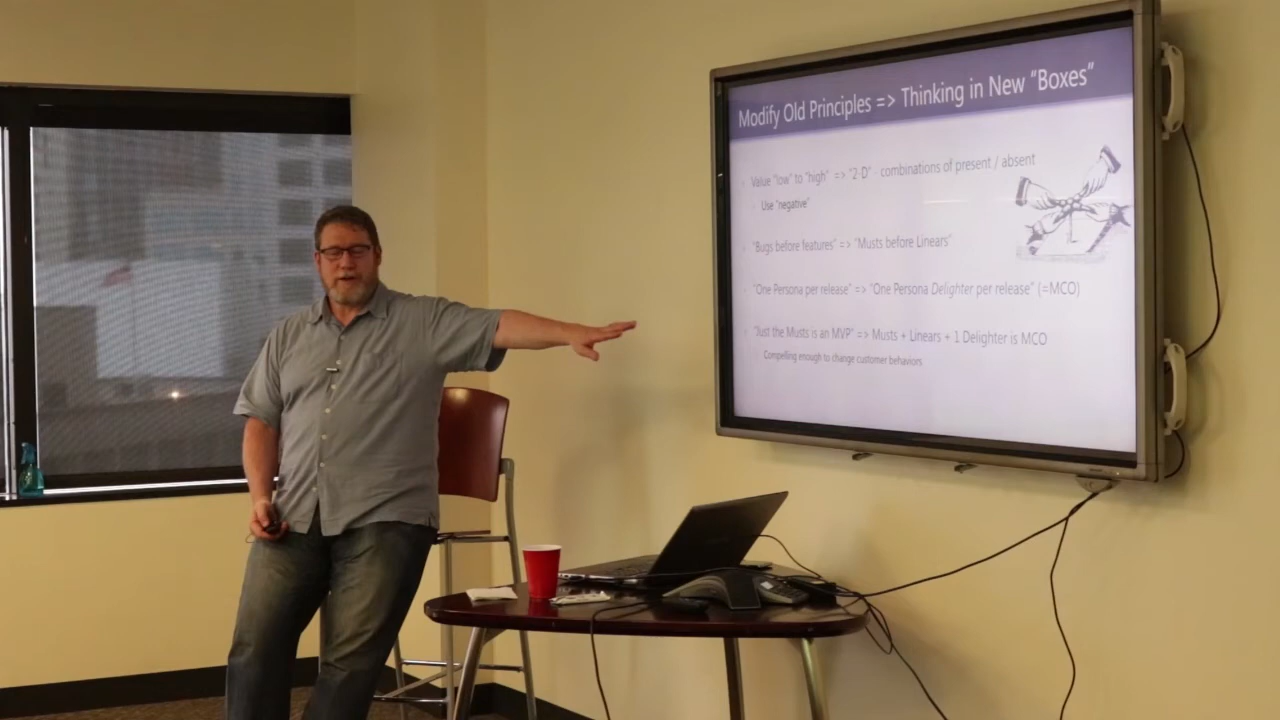 Modify Old Principles => Thinking in New "Boxes"
Value "low" to "high" => "2-D" - combinations of present / absent
Use "negative"
"Bugs before features" => "Musts before Linears"
"One Persona per release" => "One Persona Delighter per release" (=MCO)
"Just the Musts is an MVP" => Musts + Linears + 1 Delighter is MCO
Compelling enough to change customer behaviors